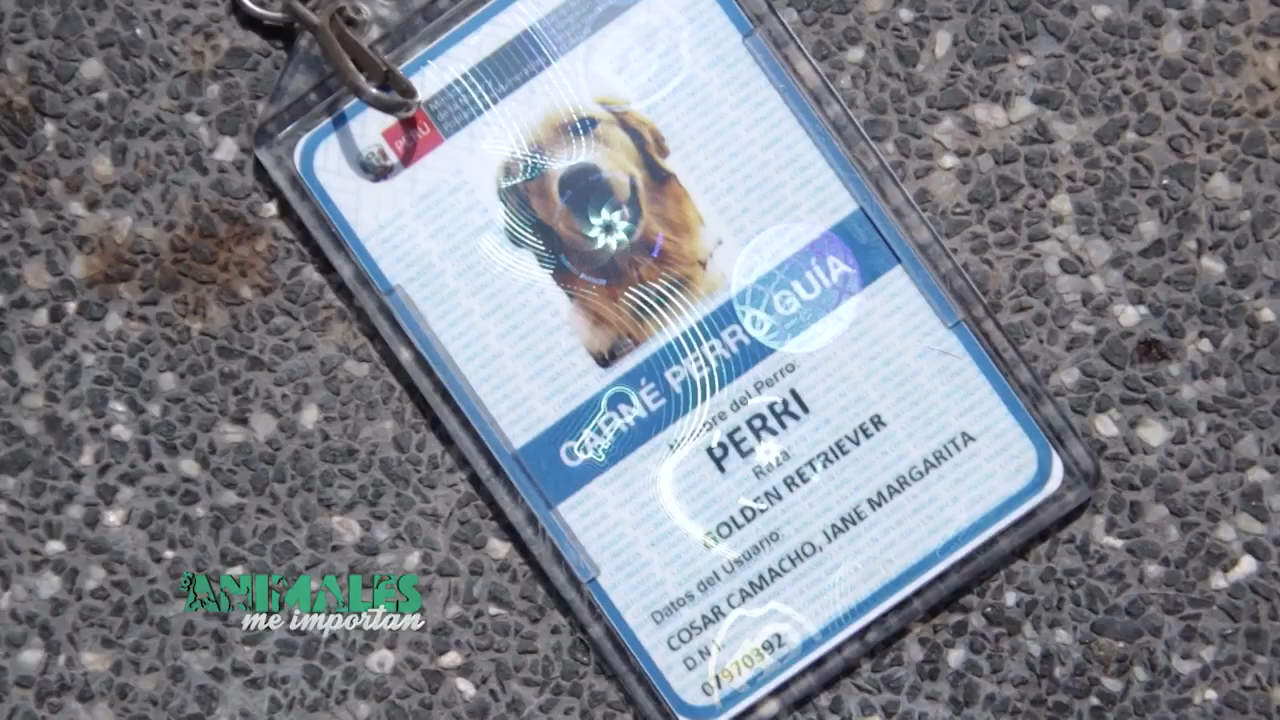 PERÚ
CARNÉ PERRO GUÍA
Nombre del Perro:
PERRI
Raza:
GOLDEN RETRIEVER
Datos del Usuario:
COSAR CAMACHO, JANE MARGARITA
D.N.I.
07970392
ANIMALES
me importan